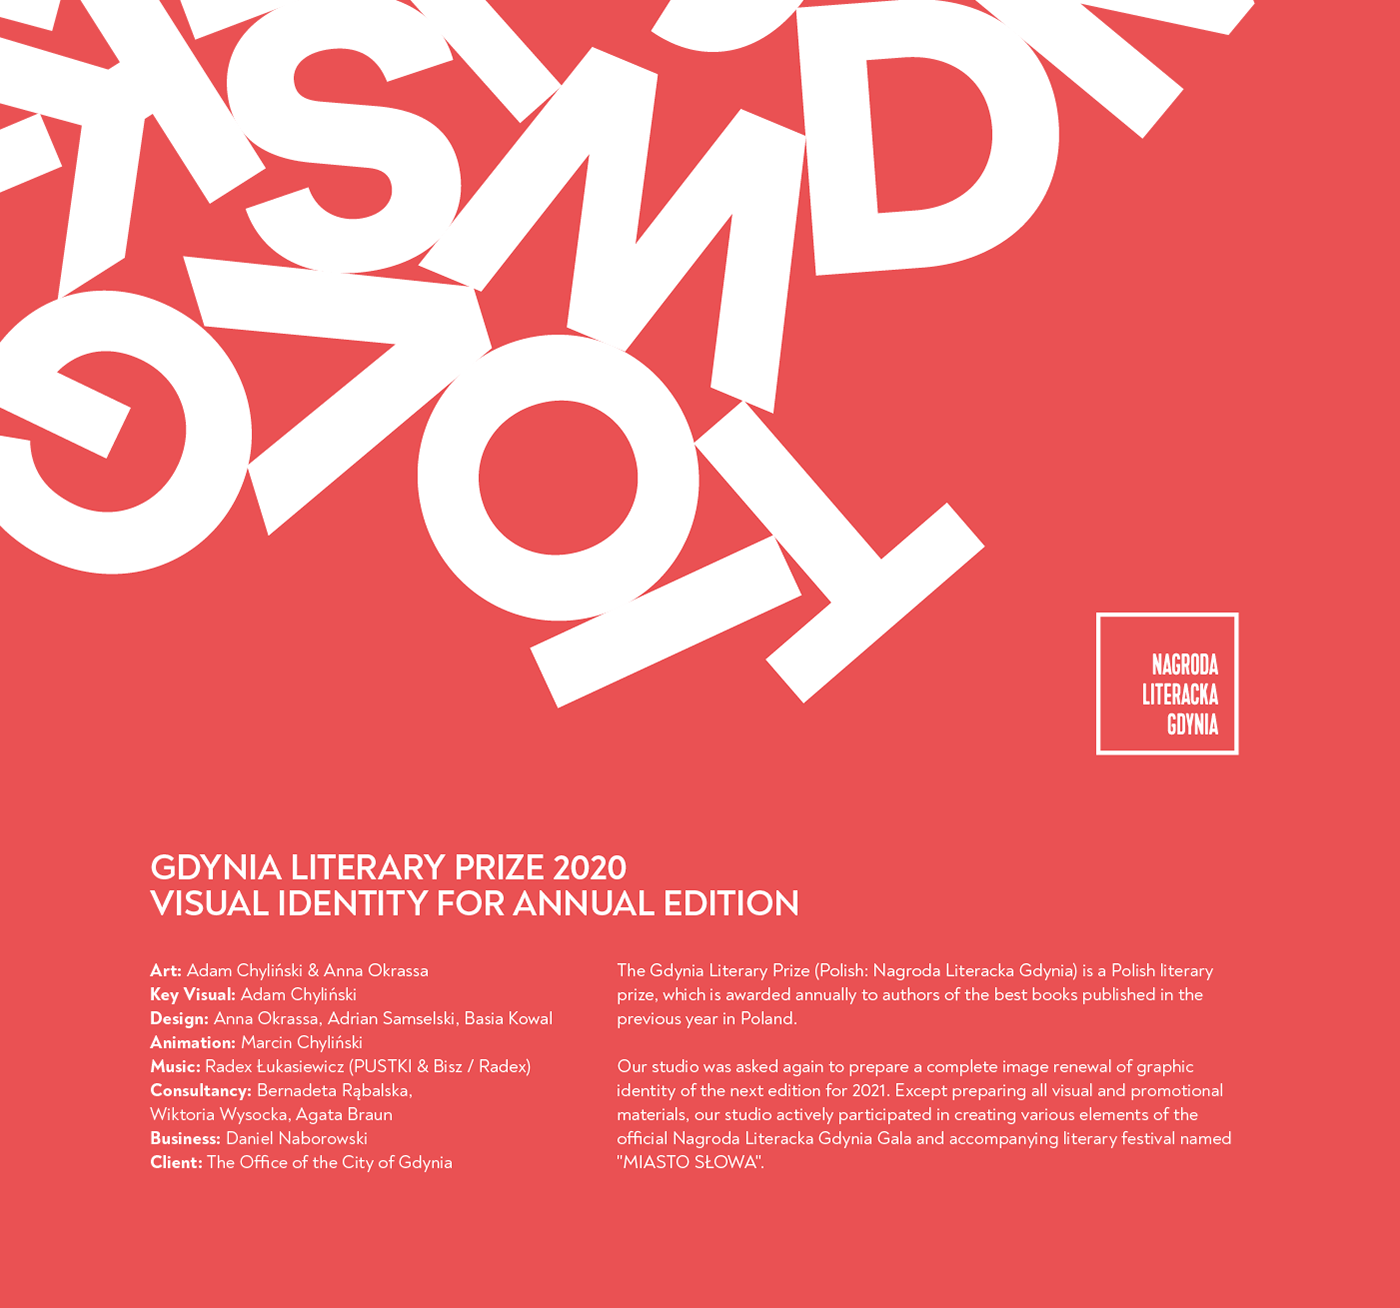 S
M
D
G
V
O
I
T
NAGRODA
LITERACKA
GDYNIA
GDYNIA LITERARY PRIZE 2020
VISUAL IDENTITY FOR ANNUAL EDITION
Art: Adam Chyliński & Anna Okrassa
Key Visual: Adam Chyliński
Design: Anna Okrassa, Adrian Samselski, Basia Kowal
Animation: Marcin Chyliński
Music: Radex Łukasiewicz (PUSTKI & Bisz / Radex)
Consultancy: Bernadeta Rąbalska,
Wiktoria Wysocka, Agata Braun
Business: Daniel Naborowski
Client: The Office of the City of Gdynia
The Gdynia Literary Prize (Polish: Nagroda Literacka Gdynia) is a Polish literary
prize, which is awarded annually to authors of the best books published in the
previous year in Poland.
Our studio was asked again to prepare a complete image renewal of graphic
identity of the next edition for 2021. Except preparing all visual and promotional
materials, our studio actively participated in creating various elements of the
official Nagroda Literacka Gdynia Gala and accompanying literary festival named
"MIASTO SŁOWA".